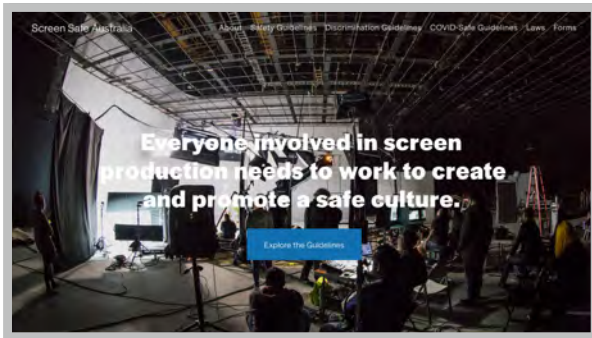 Screen Safe Australia
About Safety Guidelines Discrimination Guidelines COVID-Safe Guidelines Laws Forms
Everyone involved in screen
production needs to work to create
and promote a safe culture.
Explore the Guidelines